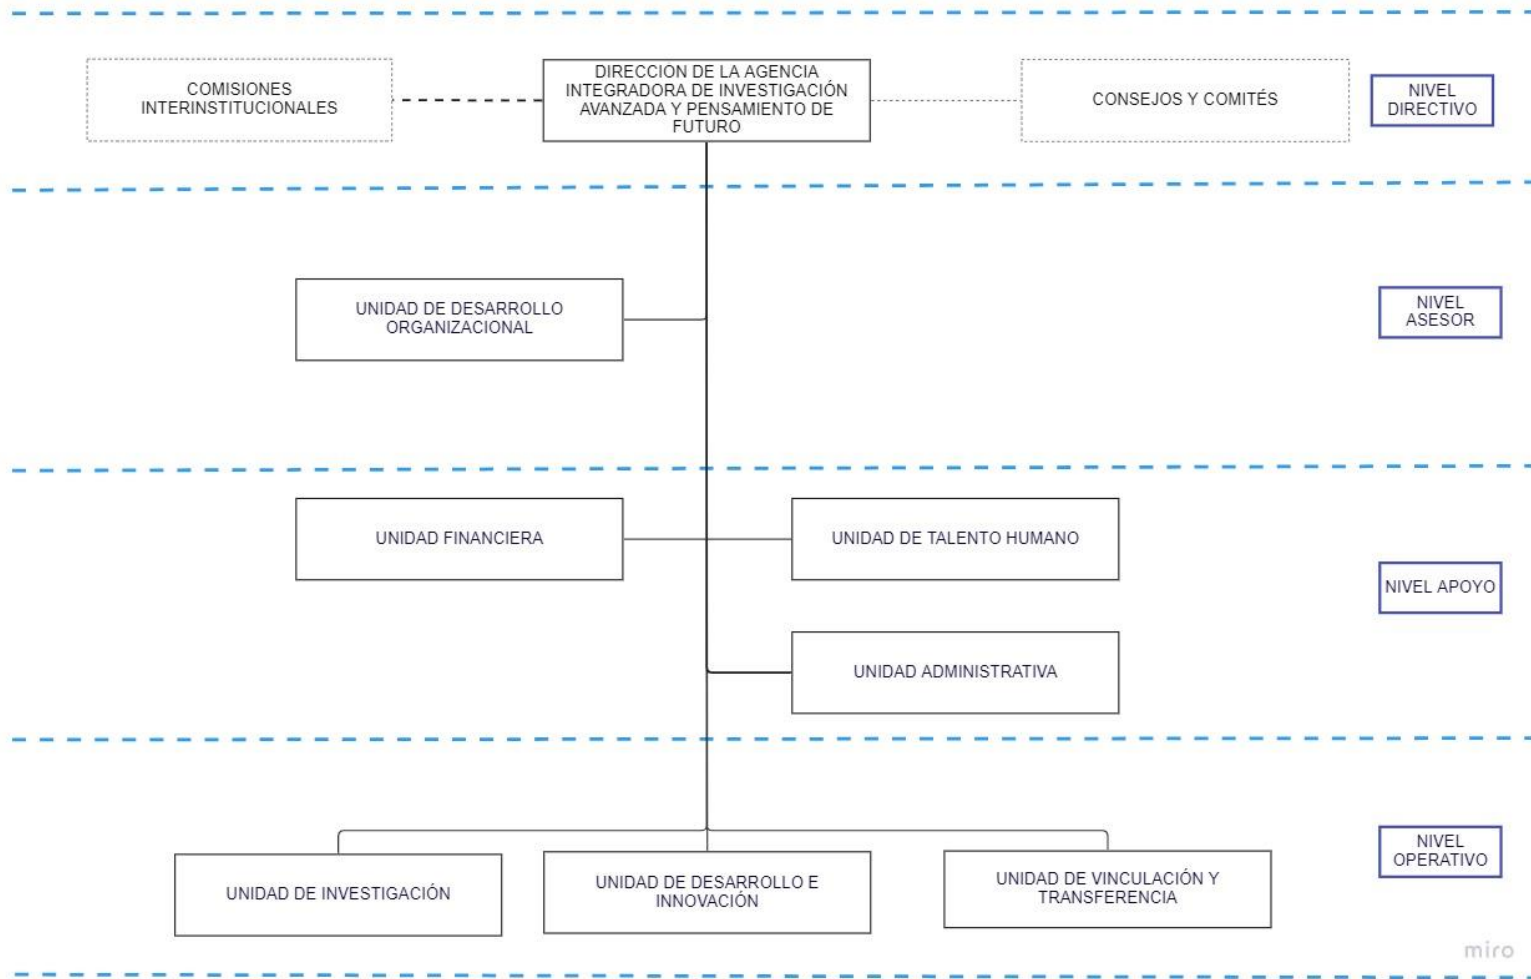 COMISIONES
INTERINSTITUCIONALES
DIRECCIÓN DE LA AGENCIA
INTEGRADORA DE INVESTIGACIÓN
AVANZADA Y PENSAMIENTO DE
FUTURO
CONSEJOS Y COMITÉS
NIVEL
DIRECTIVO
UNIDAD DE DESARROLLO
ORGANIZACIONAL
NIVEL
ASESOR
UNIDAD FINANCIERA
UNIDAD DE TALENTO HUMANO
NIVEL APOYO
UNIDAD ADMINISTRATIVA
UNIDAD DE INVESTIGACIÓN
UNIDAD DE DESARROLLO E
INNOVACIÓN
UNIDAD DE VINCULACIÓN Y
TRANSFERENCIA
NIVEL
OPERATIVO
miro